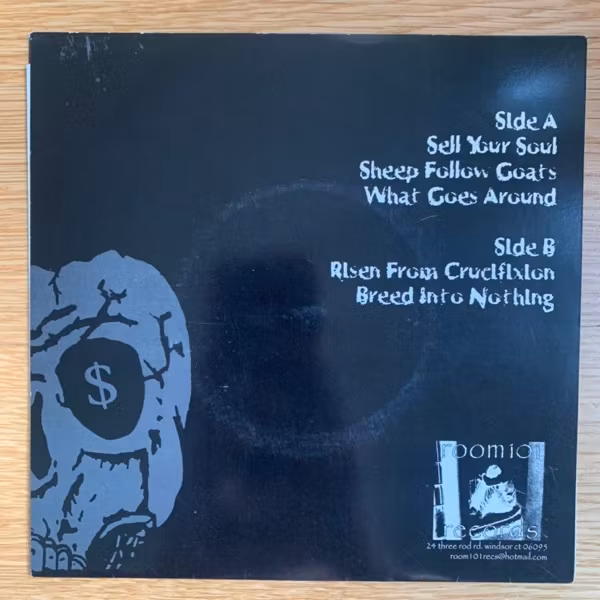 Side A
Sell Your Soul
Sheep Follow Goats
What Goes Around
Side B
Risen From Crucifixion
Breed Into Nothing
$
room101
records
24 three rod rd. windsor ct 06095
room101recs@hotmail.com